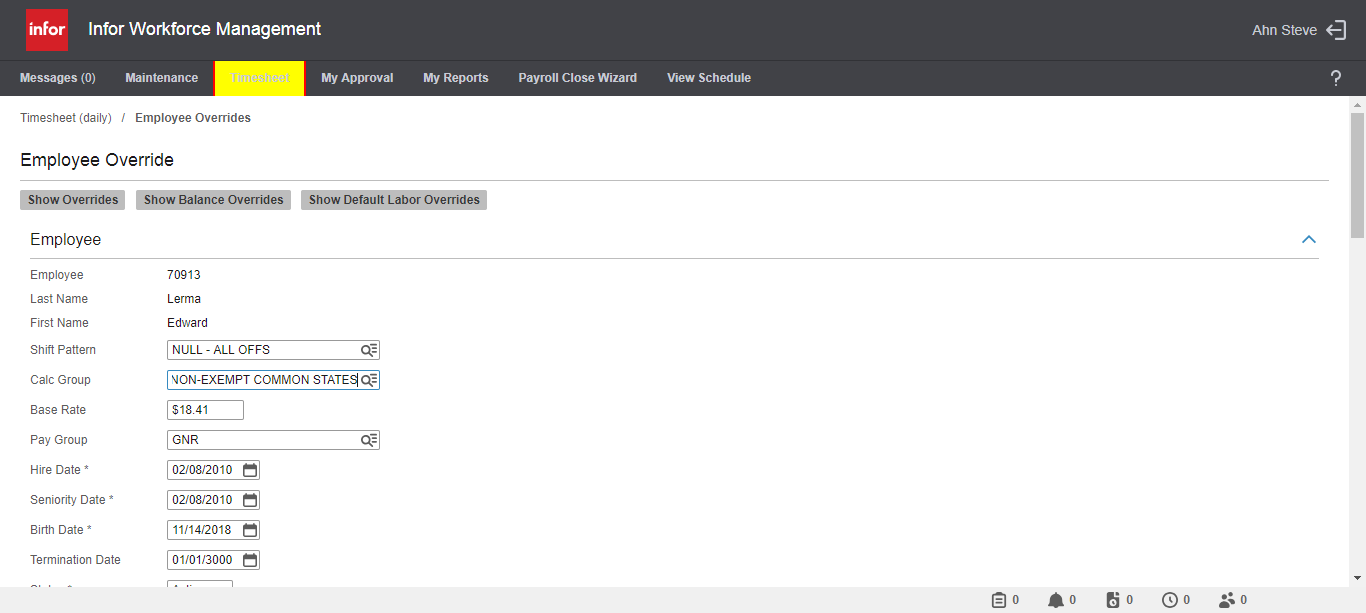 infor Infor Workforce Management Ahn Steve
Messages (0) Maintenance Timesheet My Approval My Reports Payroll Close Wizard View Schedule ?
Timesheet (daily) / Employee Overrides
Employee Override
Show Overrides Show Balance Overrides Show Default Labor Overrides
Employee
Employee 70913
Last Name Lerma
First Name Edward
Shift Pattern NULL - ALL OFFS
Calc Group NON-EXEMPT COMMON STATES
Base Rate $18.41
Pay Group GNR
Hire Date * 02/08/2010
Seniority Date * 02/08/2010
Birth Date * 11/14/2018
Termination Date 01/01/3000
0 0 0 0 0